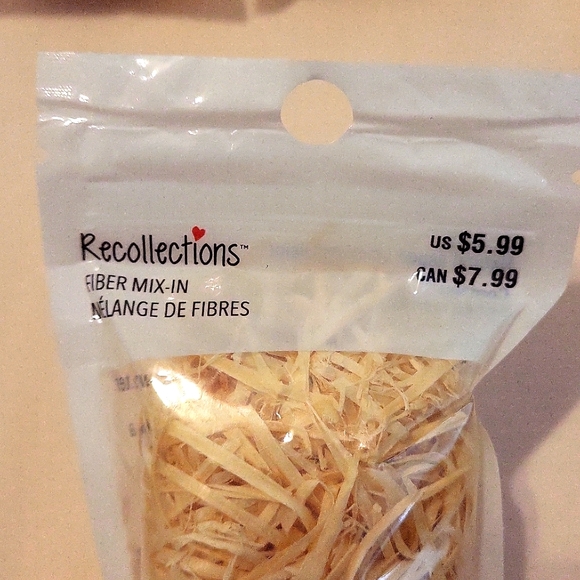 Recollections™
US $5.99
CAN $7.99
FIBER MIX-IN
MÉLANGE DE FIBRES